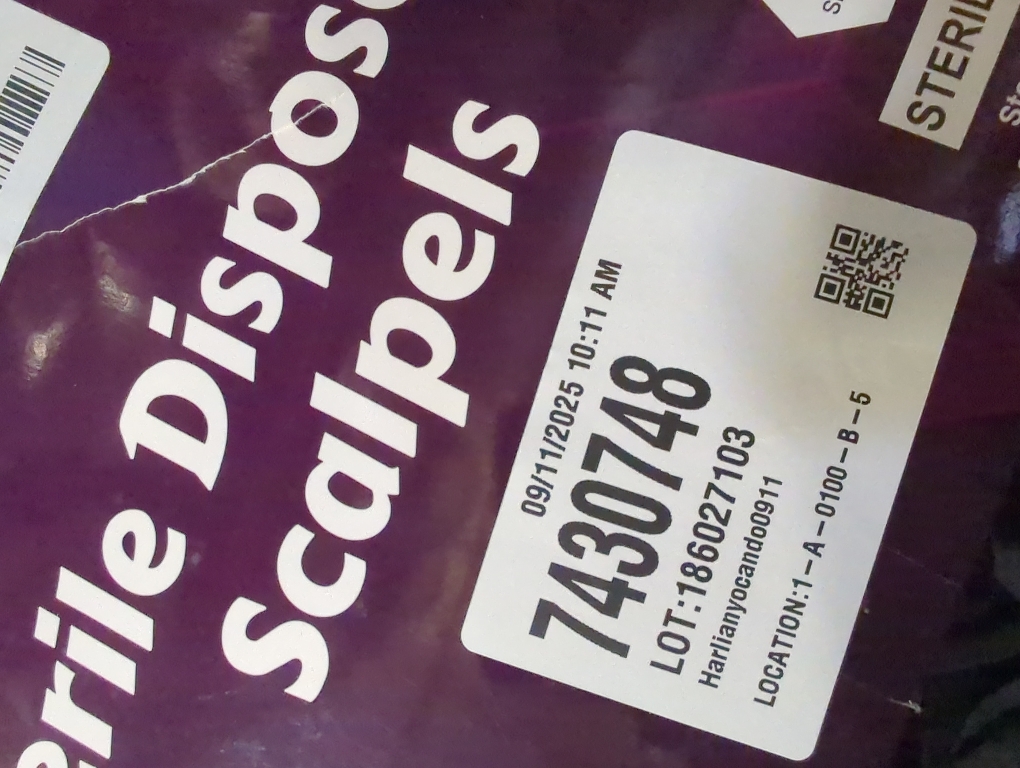 Sterile Dispos
Scalpels
STERIL
09/11/2025 10:11 AM
7430748
LOT:186027103
Harlianyocando0911
LOCATION:1-A-0100-B-5